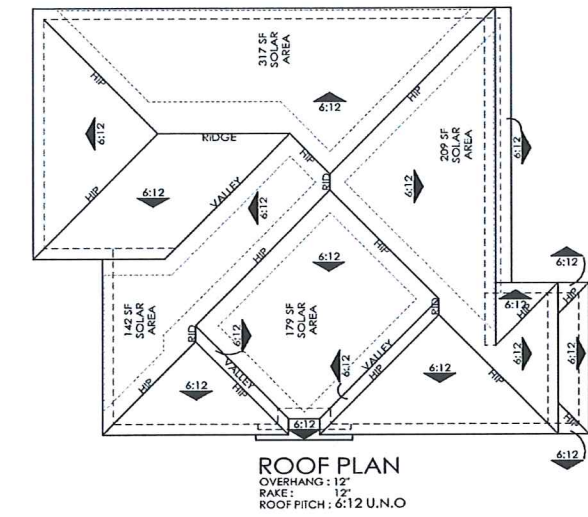 317 SF
SOLAR
AREA
HIP
HIP
6:12
6:12
RIDGE
HIP
209 SF
SOLAR
AREA
6:12
6:12
HIP
6:12
VALLEY
6:12
RID
6:12
HIP
HIP
6:12
6:12
6:12
HIP
142 SF
SOLAR
AREA
179 SF
SOLAR
AREA
RID
RID
6:12
6:12
6:12
HIP
6:12
VALLEY
HIP
6:12
VALLEY
HIP
6:12
HIP
HIP
6:12
6:12
ROOF PLAN
OVERHANG : 12"
RAKE : 12"
ROOF PITCH : 6:12 U.N.O